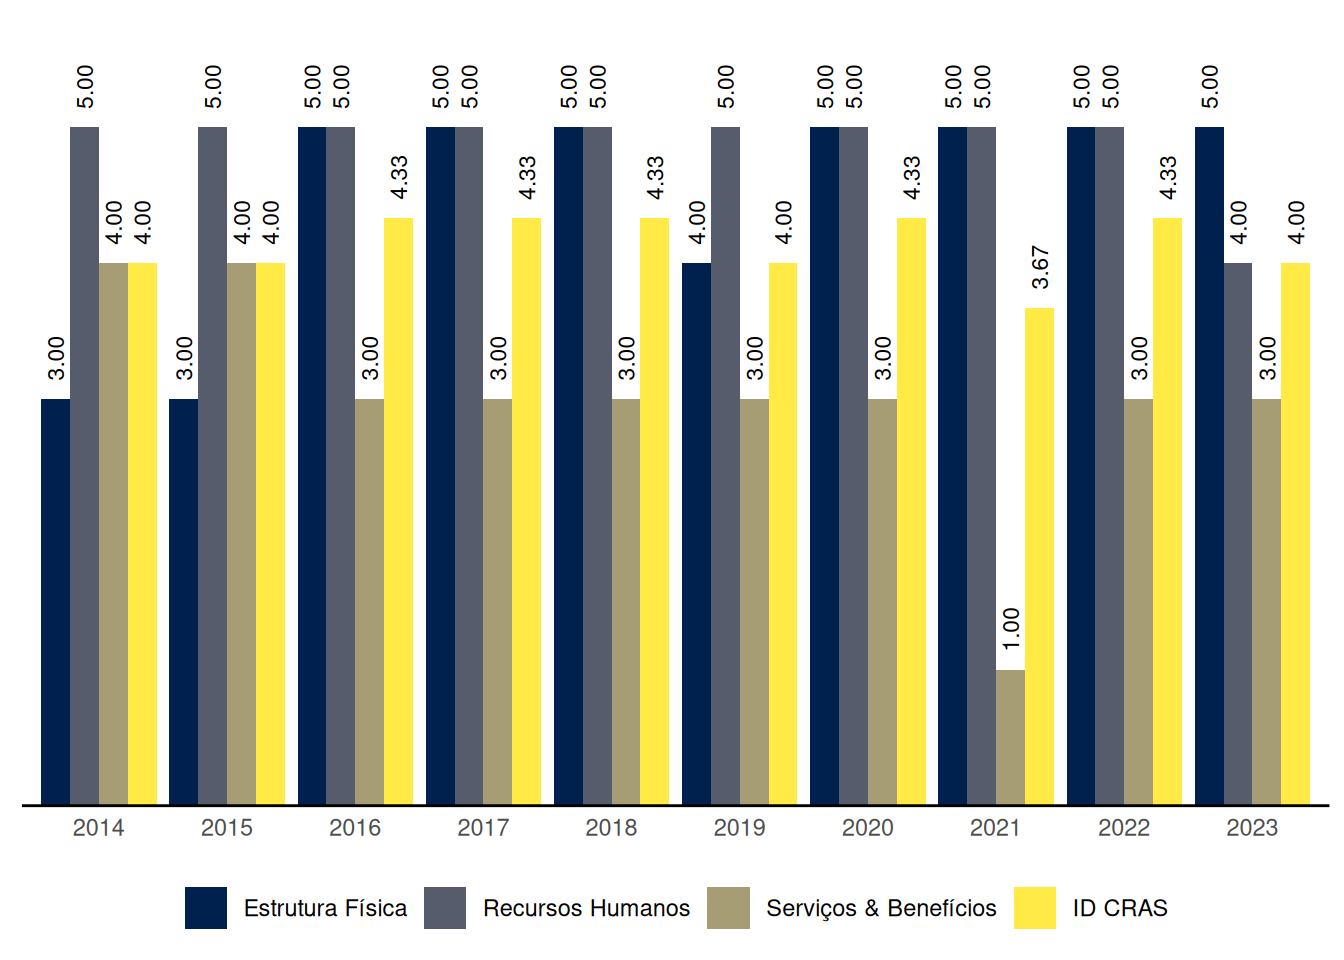 3.00 5.00 4.00 4.00 3.00 5.00 4.00 4.00 5.00 5.00 3.00 4.33 5.00 5.00 3.00 4.33 5.00 5.00 3.00 4.33 4.00 5.00 3.00 4.00 5.00 5.00 3.00 4.33 5.00 5.00 1.00 3.67 5.00 5.00 3.00 4.33 5.00 4.00 3.00 4.00
2014 2015 2016 2017 2018 2019 2020 2021 2022 2023
Estrutura Física Recursos Humanos Serviços & Benefícios ID CRAS